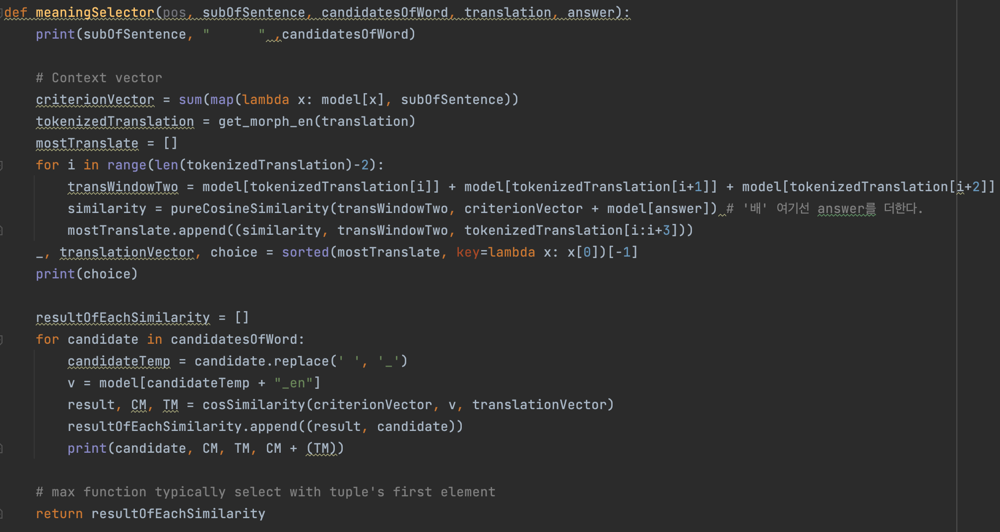 def meaningSelector(pos, subOfSentence, candidatesOfWord, translation, answer):
    print(subOfSentence, "      " ,candidatesOfWord)

    # Context vector
    criterionVector = sum(map(lambda x: model[x], subOfSentence))
    tokenizedTranslation = get_morph_en(translation)
    mostTranslate = []
    for i in range(len(tokenizedTranslation)-2):
        transWindowTwo = model[tokenizedTranslation[i]] + model[tokenizedTranslation[i+1]] + model[tokenizedTranslation[i+2]]
        similarity = pureCosineSimilarity(transWindowTwo, criterionVector + model[answer]) # '배' 여기선 answer를 더한다.
        mostTranslate.append((similarity, transWindowTwo, tokenizedTranslation[i:i+3]))
    _, translationVector, choice = sorted(mostTranslate, key=lambda x: x[0])[-1]
    print(choice)

    resultOfEachSimilarity = []
    for candidate in candidatesOfWord:
        candidateTemp = candidate.replace(' ', '_')
        v = model[candidateTemp + "_en"]
        result, CM, TM = cosSimilarity(criterionVector, v, translationVector)
        resultOfEachSimilarity.append((result, candidate))
        print(candidate, CM, TM, CM + (TM))

    # max function typically select with tuple's first element
    return resultOfEachSimilarity